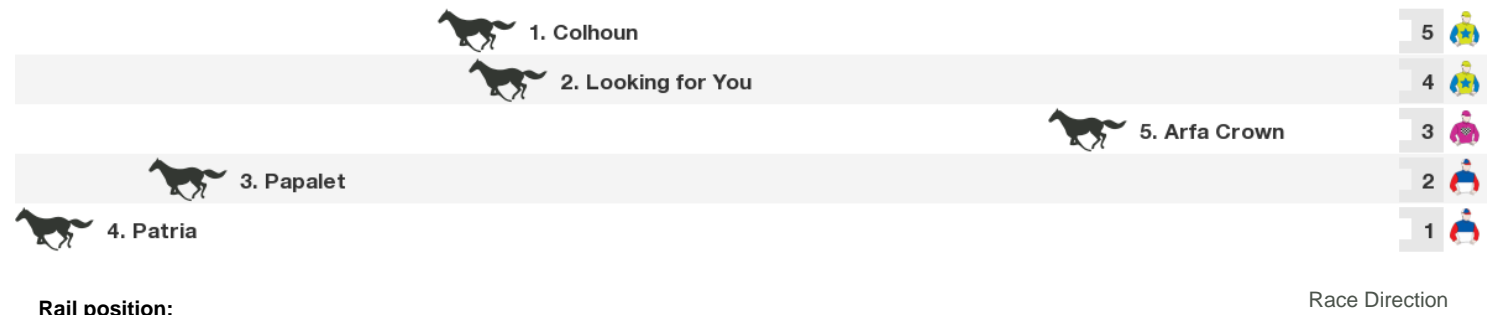 1. Colhoun 5
2. Looking for You 4
5. Arfa Crown 3
3. Papalet 2
4. Patria 1
Race Direction
Rail position: